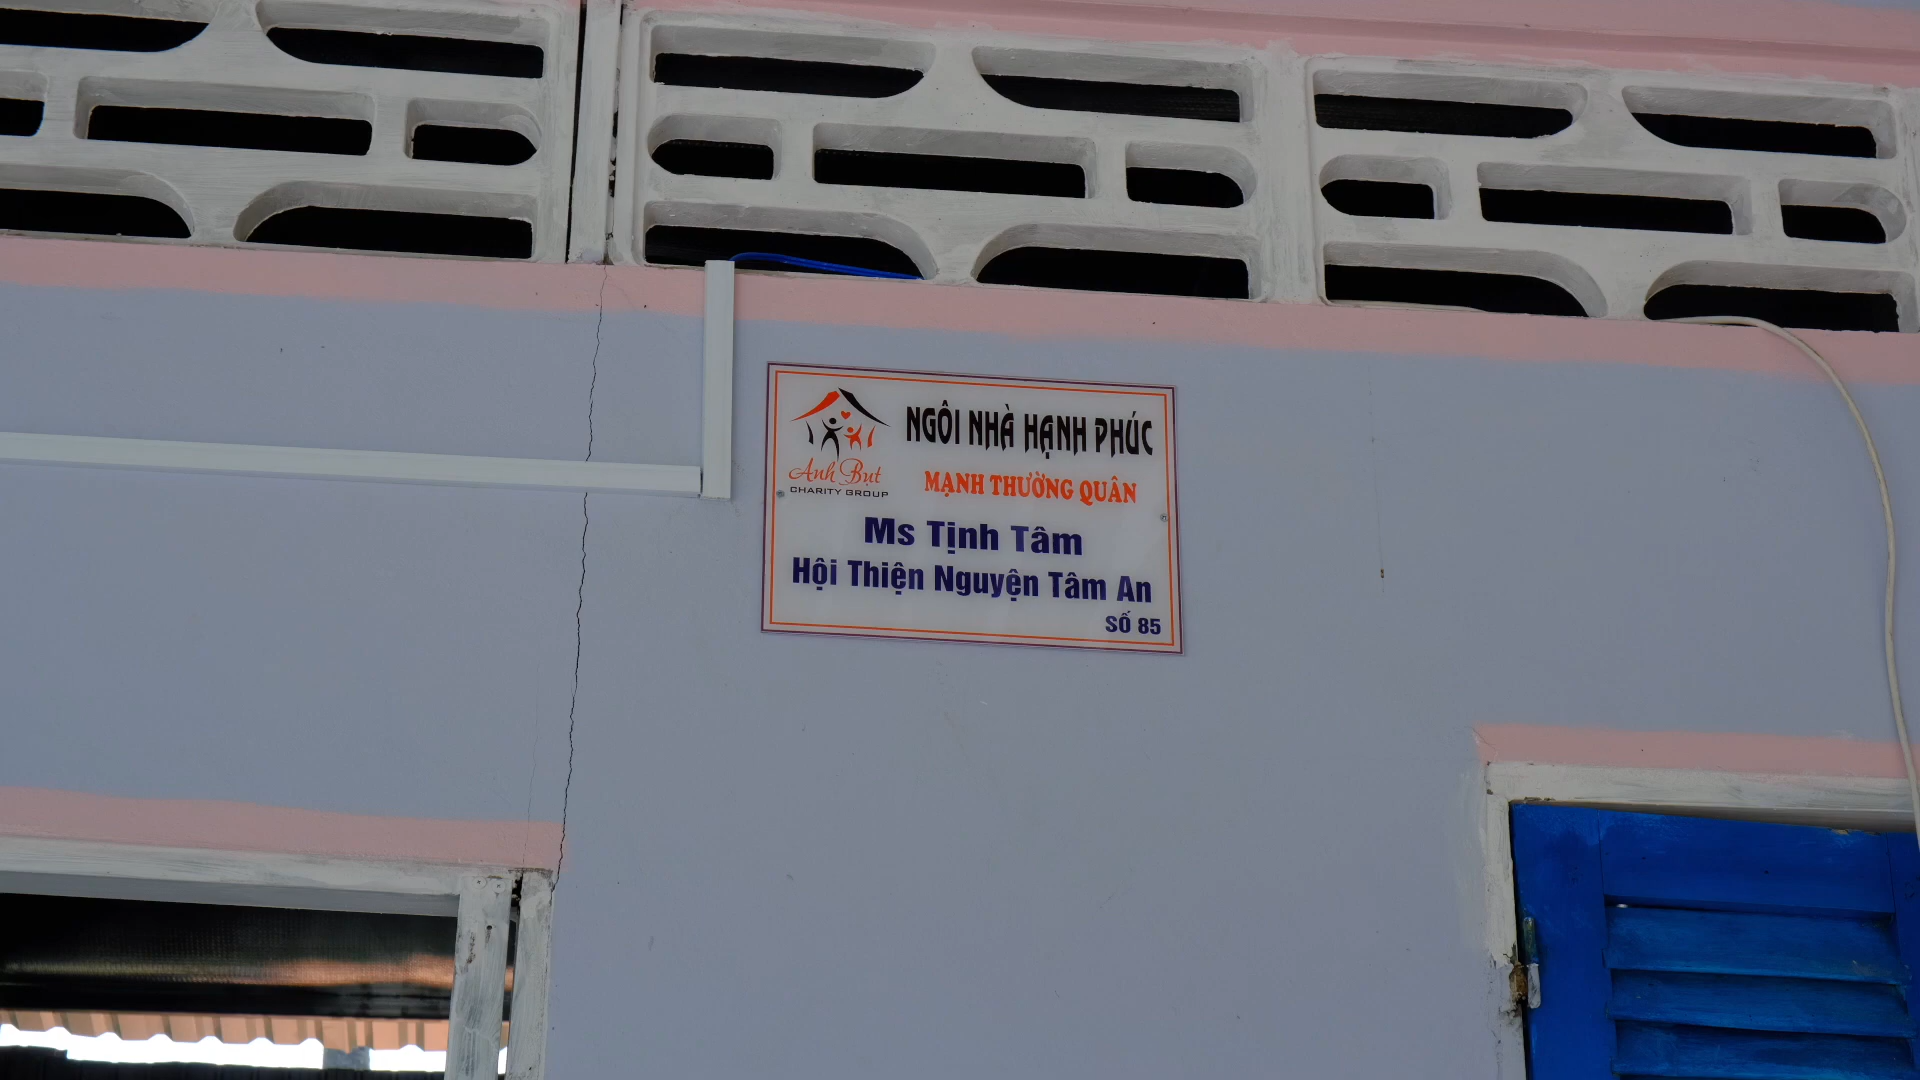 NGÔI NHÀ HẠNH PHÚC
Anh Bụt
CHARITY GROUP
MẠNH THƯỜNG QUÂN
Ms Tịnh Tâm
Hội Thiện Nguyện Tâm An
SỐ 85